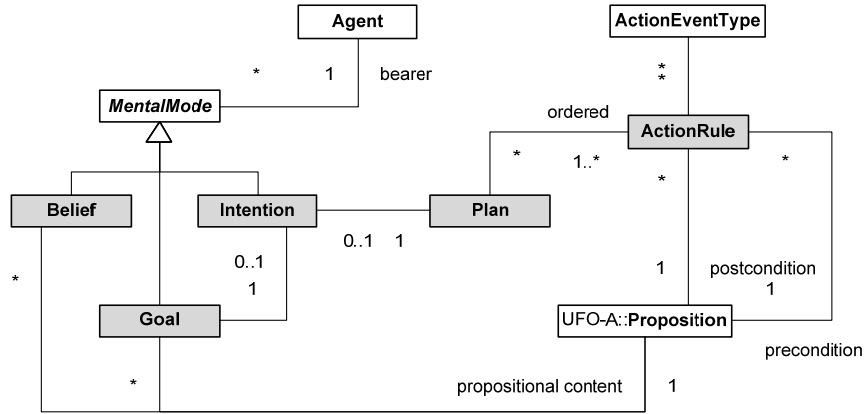 Agent
ActionEventType
* 1 bearer
*
*
MentalMode
ordered
ActionRule
* 1..* *
*
Belief Intention Plan
0..1 1
0..1
* 1
1 postcondition
1
Goal UFO-A::Proposition
precondition
* propositional content 1